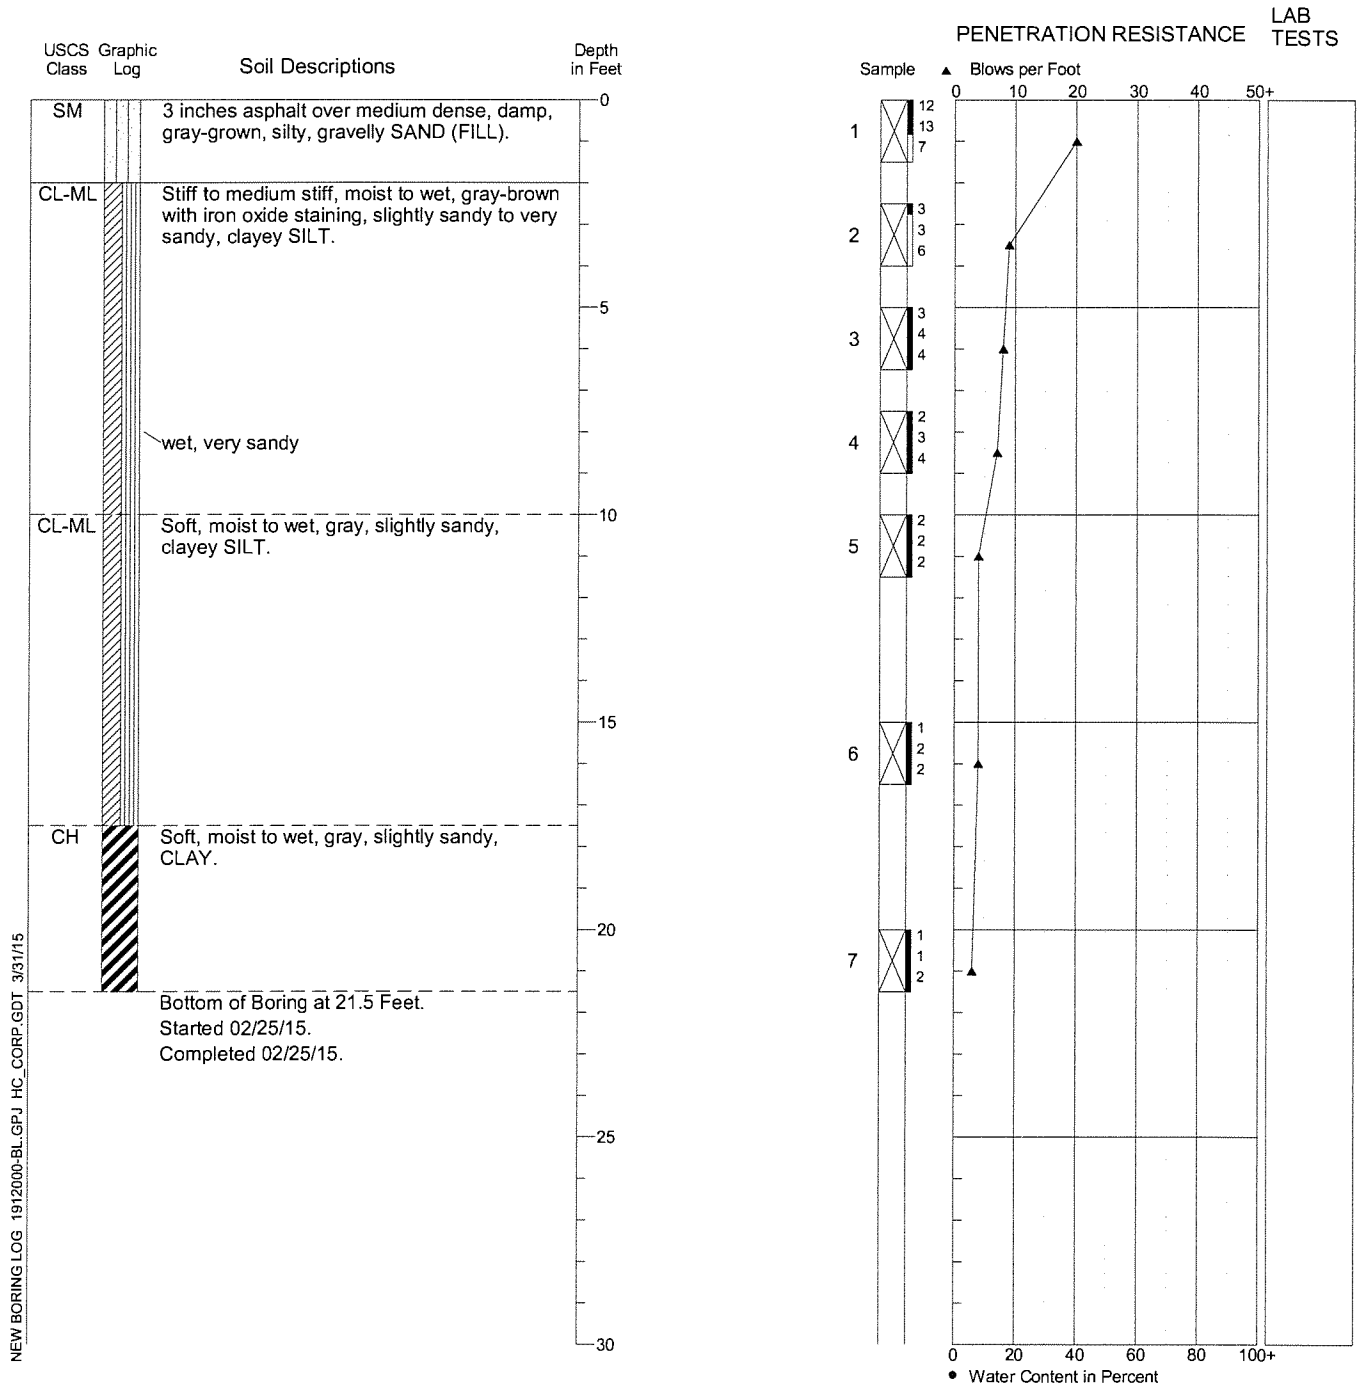 LAB
TESTS
PENETRATION RESISTANCE
USCS Graphic
Class Log
Soil Descriptions
Depth
in Feet
Sample ▲ Blows per Foot
0 10 20 30 40 50+
SM
3 inches asphalt over medium dense, damp,
gray-grown, silty, gravelly SAND (FILL).
0
1
12
13
7
CL-ML
Stiff to medium stiff, moist to wet, gray-brown
with iron oxide staining, slightly sandy to very
sandy, clayey SILT.
2
3
3
6
5
3
3
4
4
wet, very sandy
4
2
3
4
10
CL-ML
Soft, moist to wet, gray, slightly sandy,
clayey SILT.
5
2
2
2
15
6
1
2
2
CH
Soft, moist to wet, gray, slightly sandy,
CLAY.
20
7
1
1
2
Bottom of Boring at 21.5 Feet.
Started 02/25/15.
Completed 02/25/15.
25
30
0 20 40 60 80 100+
● Water Content in Percent
NEW BORING LOG 1912000-BL.GPJ HC_CORP.GDT 3/31/15